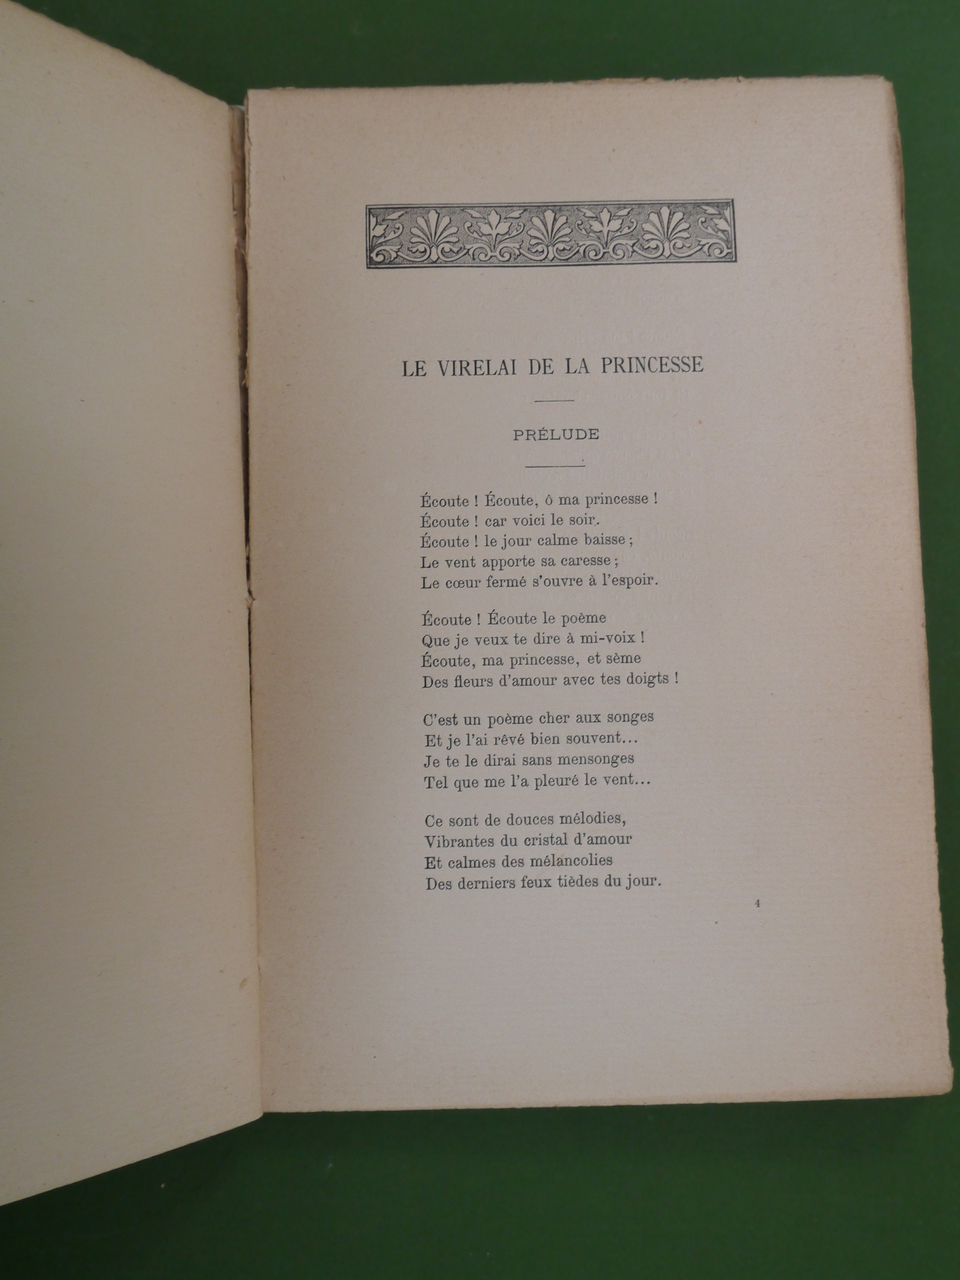 LE VIRELAI DE LA PRINCESSE
PRÉLUDE
Écoute ! Écoute, ô ma princesse !
Écoute ! car voici le soir.
Écoute ! le jour calme baisse ;
Le vent apporte sa caresse ;
Le cœur fermé s'ouvre à l'espoir.
Écoute ! Écoute le poème
Que je veux te dire à mi-voix !
Écoute, ma princesse, et sème
Des fleurs d'amour avec tes doigts !
C'est un poème cher aux songes
Et je l'ai rêvé bien souvent...
Je te le dirai sans mensonges
Tel que me l'a pleuré le vent...
Ce sont de douces mélodies,
Vibrantes du cristal d'amour
Et calmes des mélancolies
Des derniers feux tièdes du jour.
4